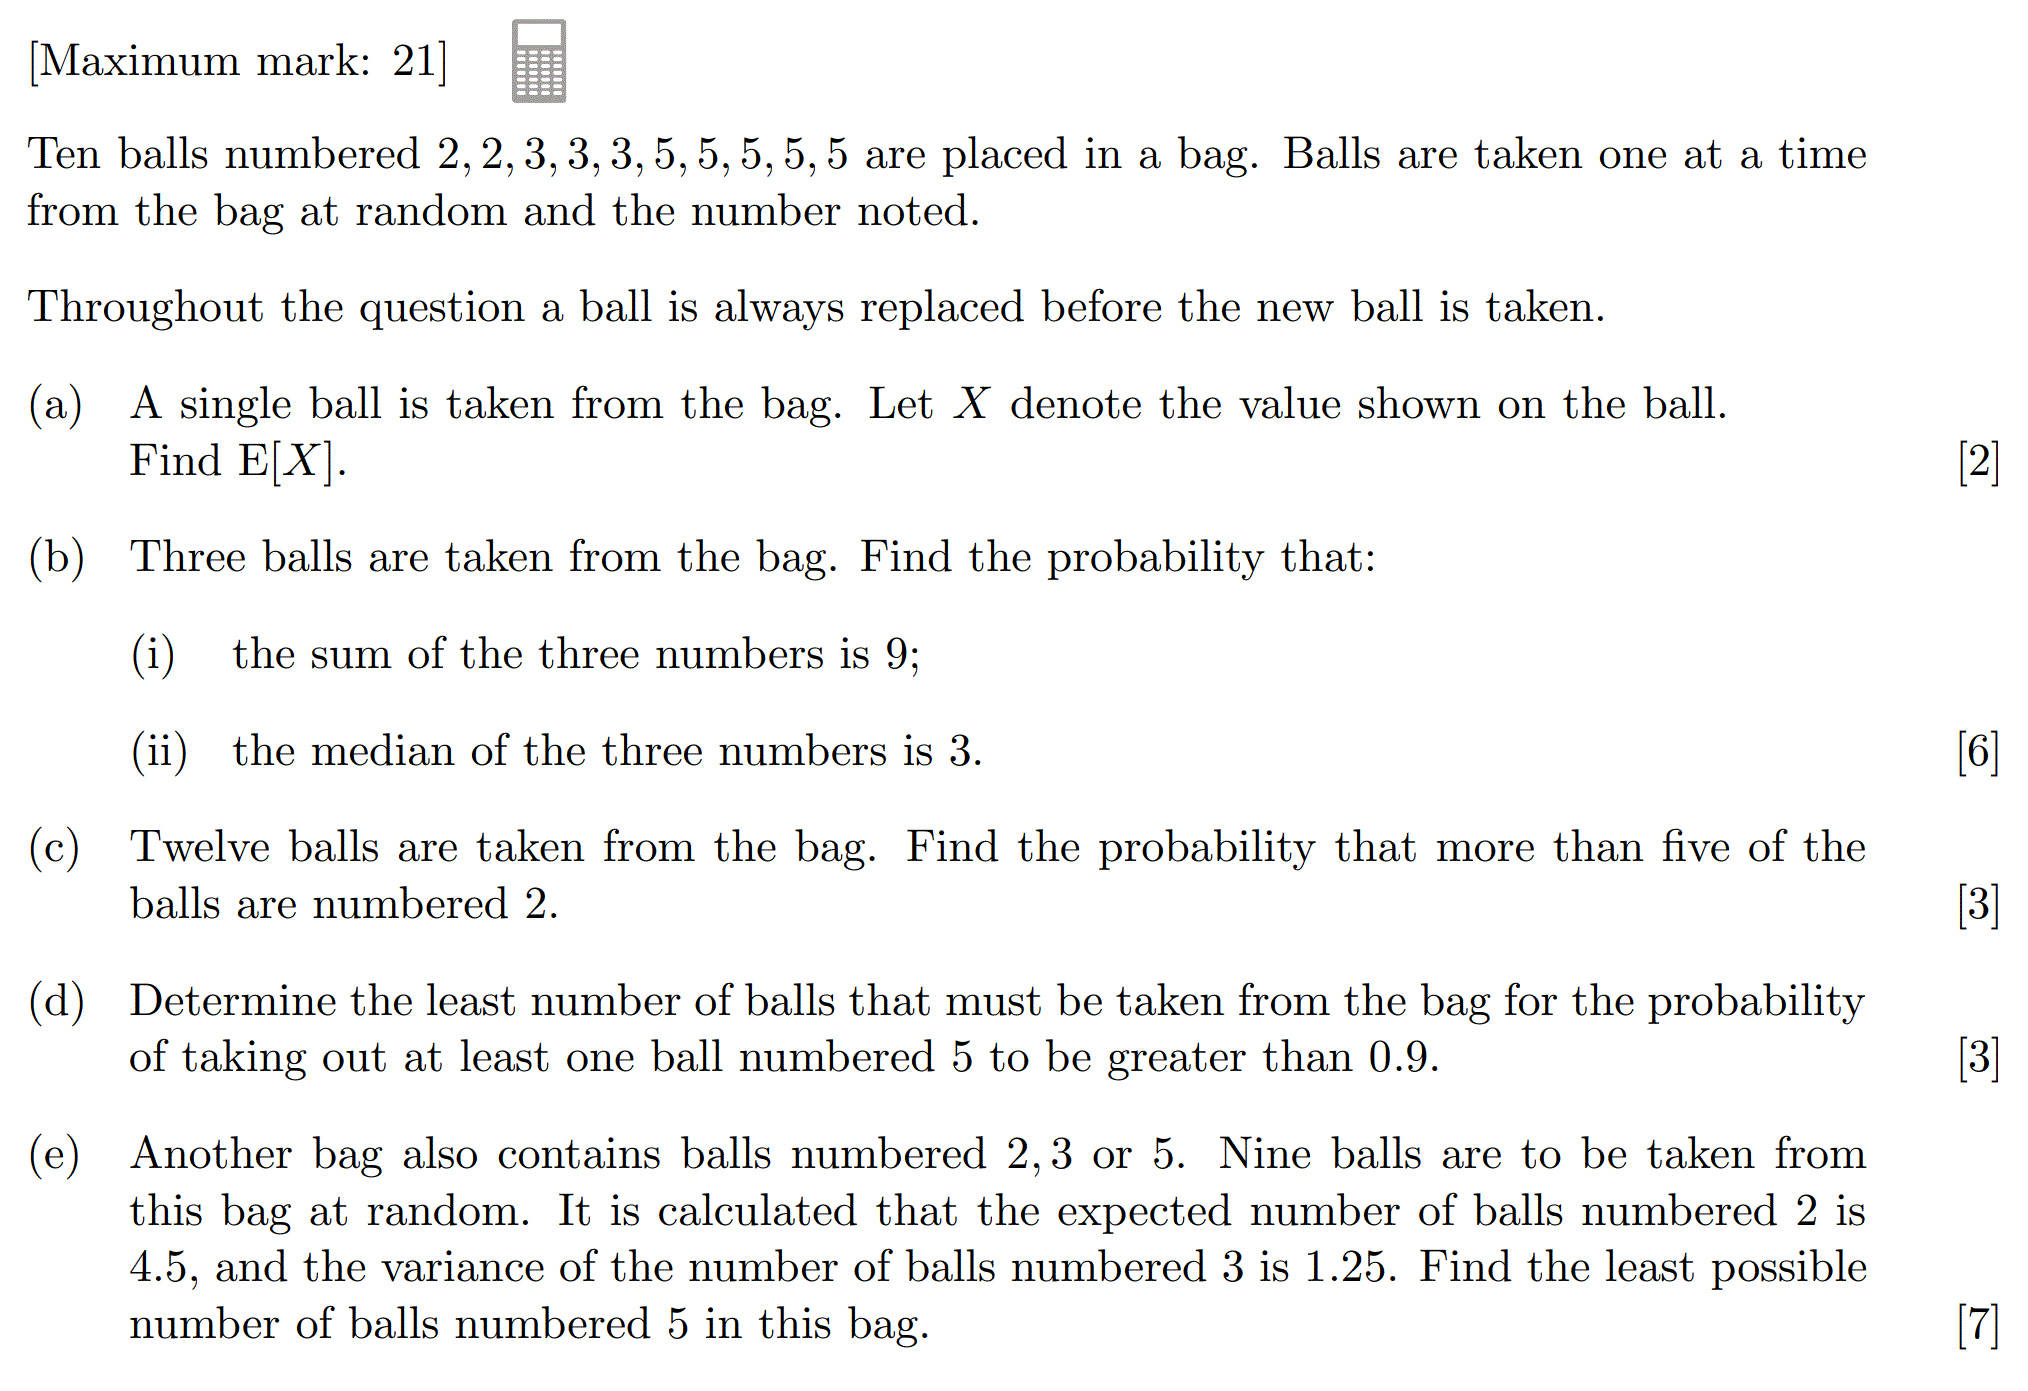 [Maximum mark: 21]
Ten balls numbered 2, 2, 3, 3, 3, 5, 5, 5, 5, 5 are placed in a bag. Balls are taken one at a time
from the bag at random and the number noted.
Throughout the question a ball is always replaced before the new ball is taken.
(a) A single ball is taken from the bag. Let X denote the value shown on the ball.
Find E[X]. [2]
(b) Three balls are taken from the bag. Find the probability that:
(i) the sum of the three numbers is 9;
(ii) the median of the three numbers is 3. [6]
(c) Twelve balls are taken from the bag. Find the probability that more than five of the
balls are numbered 2. [3]
(d) Determine the least number of balls that must be taken from the bag for the probability
of taking out at least one ball numbered 5 to be greater than 0.9. [3]
(e) Another bag also contains balls numbered 2, 3 or 5. Nine balls are to be taken from
this bag at random. It is calculated that the expected number of balls numbered 2 is
4.5, and the variance of the number of balls numbered 3 is 1.25. Find the least possible
number of balls numbered 5 in this bag. [7]